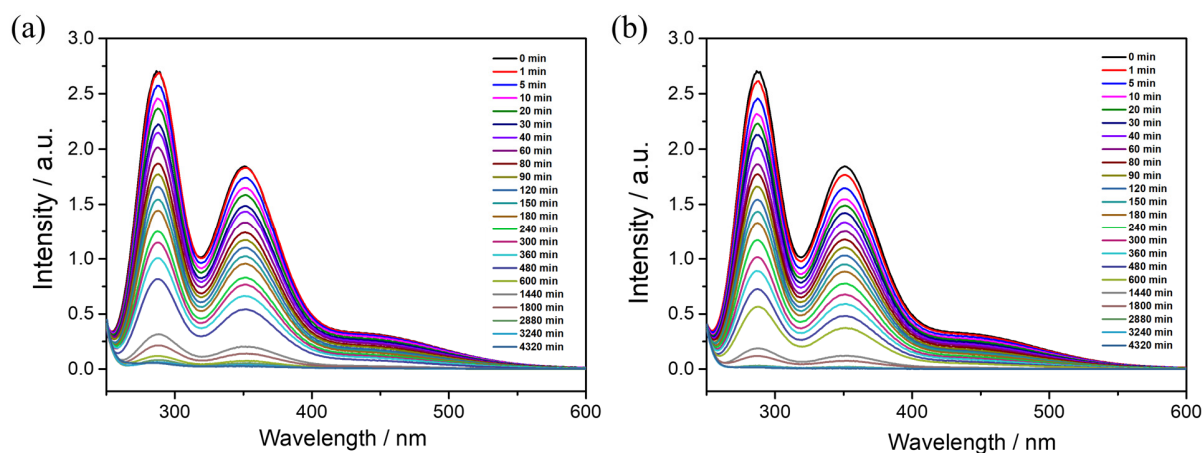 (a)
Intensity / a.u.
3.0
2.5
2.0
1.5
1.0
0.5
0.0
0 min
1 min
5 min
10 min
20 min
30 min
40 min
60 min
80 min
90 min
120 min
150 min
180 min
240 min
300 min
360 min
480 min
600 min
1440 min
1800 min
2880 min
3240 min
4320 min
300
400
500
600
Wavelength / nm
(b)
Intensity / a.u.
3.0
2.5
2.0
1.5
1.0
0.5
0.0
0 min
1 min
5 min
10 min
20 min
30 min
40 min
60 min
80 min
90 min
120 min
150 min
180 min
240 min
300 min
360 min
480 min
600 min
1440 min
1800 min
2880 min
3240 min
4320 min
300
400
500
600
Wavelength / nm